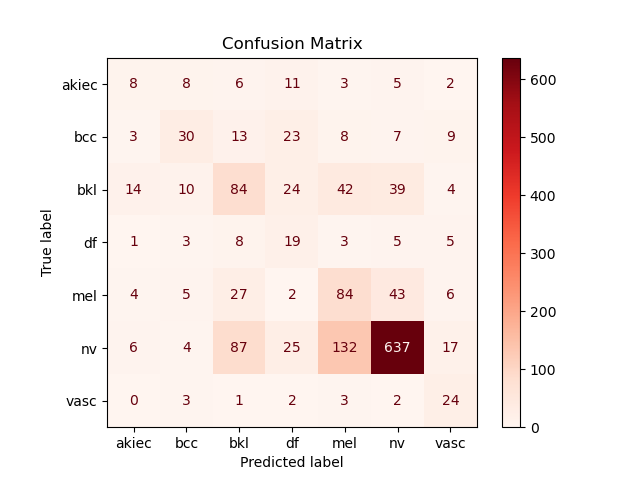 Confusion Matrix
akiec 8 8 6 11 3 5 2
bcc 3 30 13 23 8 7 9
bkl 14 10 84 24 42 39 4
df 1 3 8 19 3 5 5
mel 4 5 27 2 84 43 6
nv 6 4 87 25 132 637 17
vasc 0 3 1 2 3 2 24
akiec bcc bkl df mel nv vasc
Predicted label
True label
600
500
400
300
200
100
0